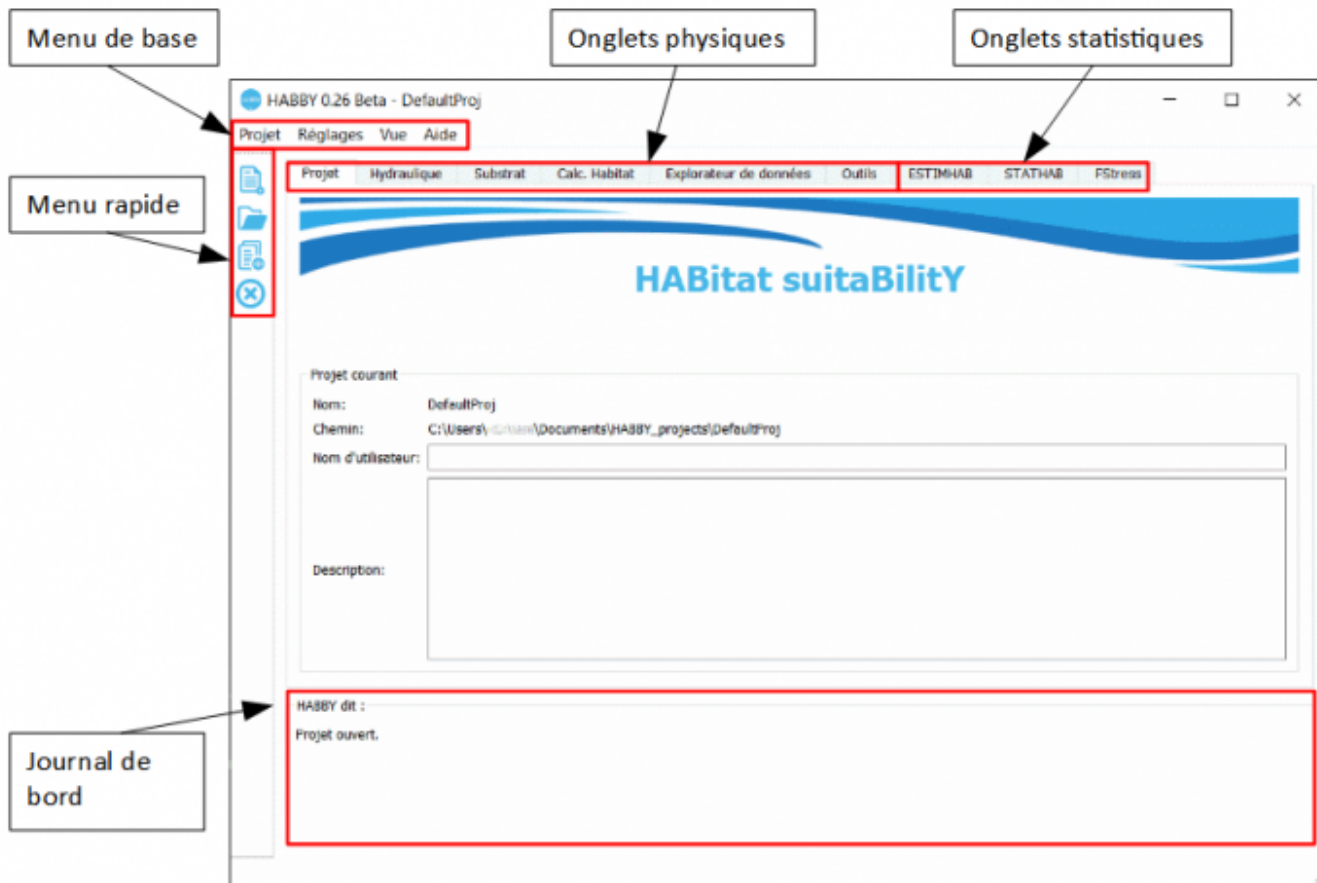 Menu de base
Onglets physiques
Onglets statistiques
HABBY 0.26 Beta - DefaultProj
Projet Réglages Vue Aide
Projet Hydraulique Substrat Calc. Habitat Explorateur de données Outils ESTIMHAB STATHAB FStress
Menu rapide
HABitat suitaBilitY
Projet courant
Nom: DefaultProj
Chemin: C:\Users\ \Documents\HABBY_projects\DefaultProj
Nom d'utilisateur:
Description:
HABBY dit :
Projet ouvert.
Journal de
bord